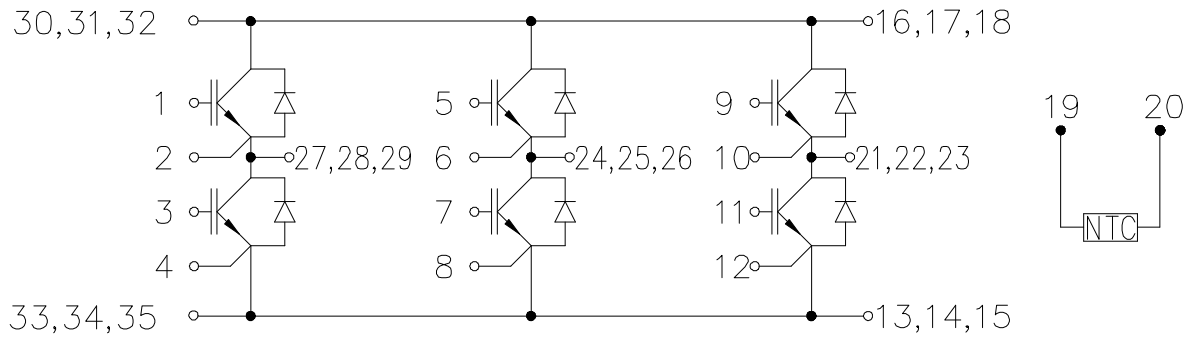 30,31,32 16,17,18
1 5 9 19 20
2 27,28,29 6 24,25,26 10 21,22,23
3 7 11 NTC
4 8 12
33,34,35 13,14,15